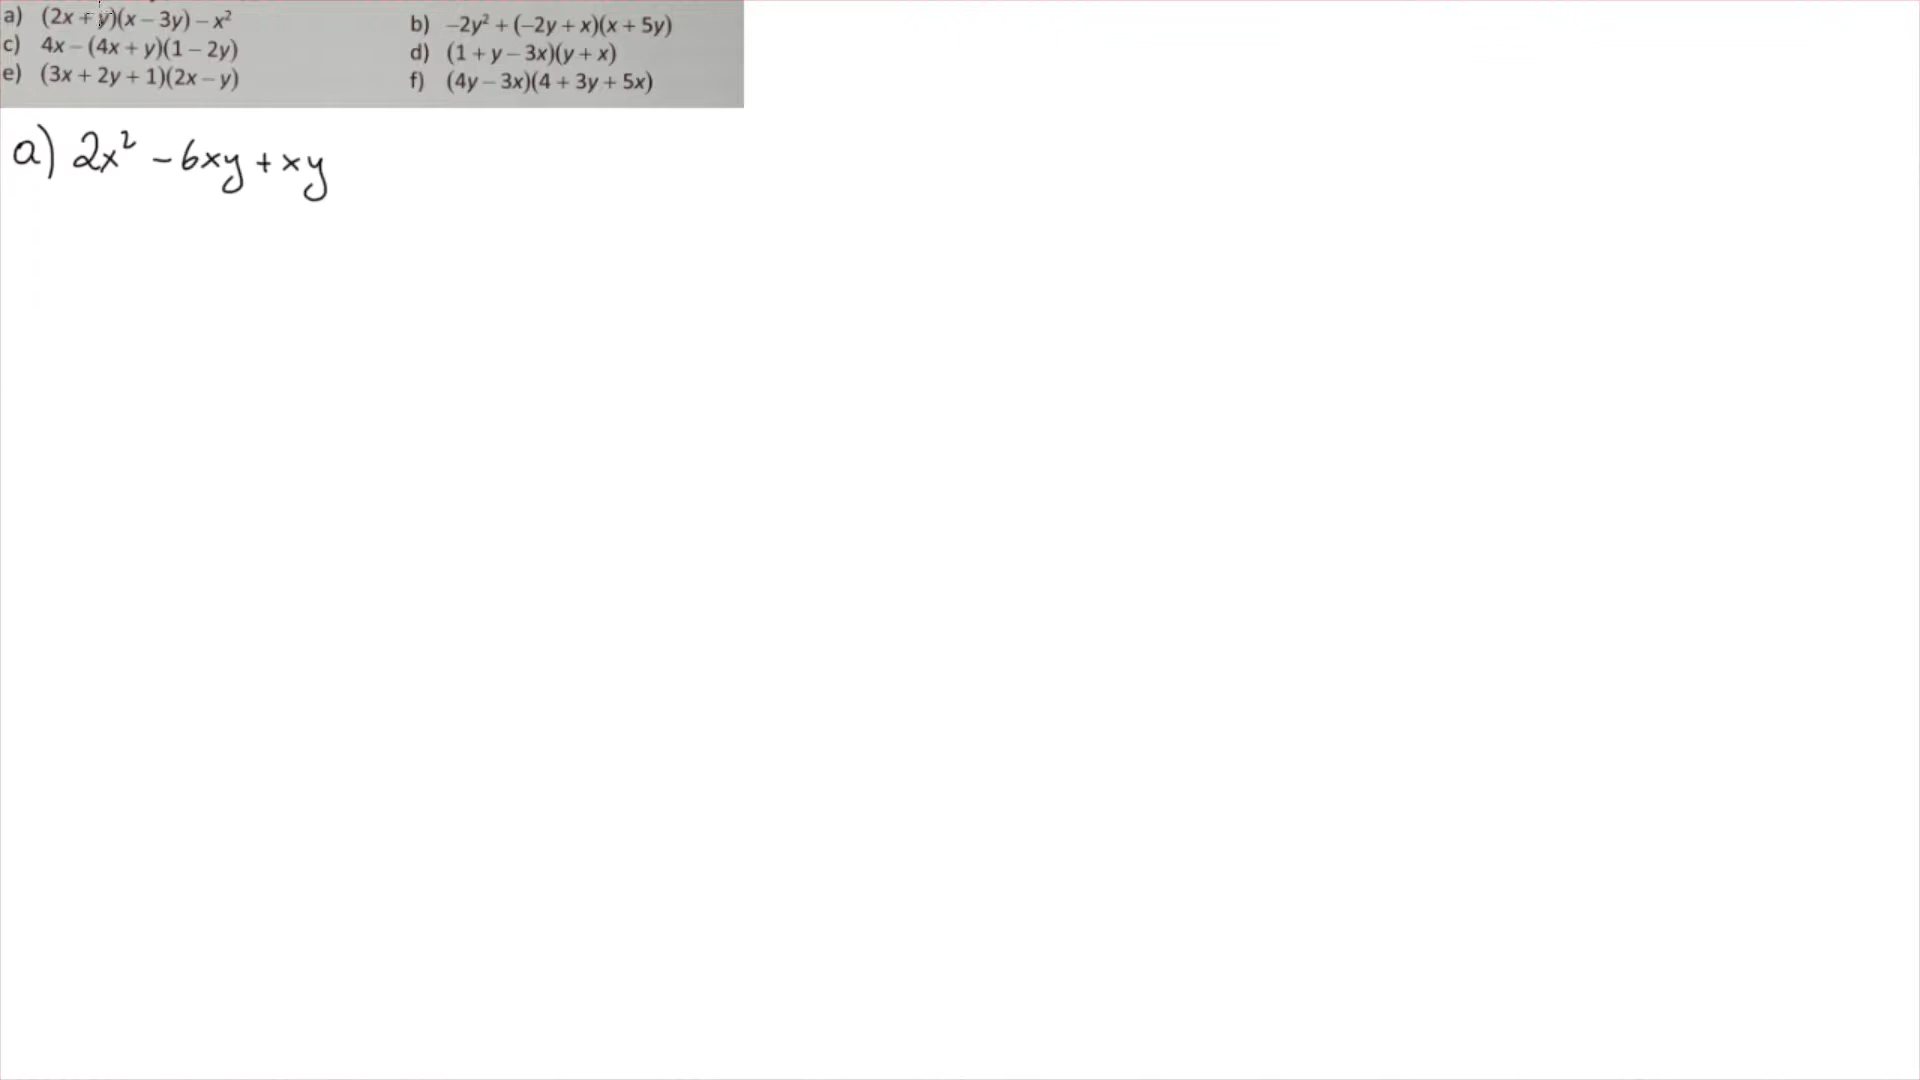 a) (2x + y)(x – 3y) – x² b) –2y² + (–2y + x)(x + 5y)
c) 4x – (4x + y)(1 – 2y) d) (1 + y – 3x)(y + x)
e) (3x + 2y + 1)(2x – y) f) (4y – 3x)(4 + 3y + 5x)
a) 2x² – 6xy + xy